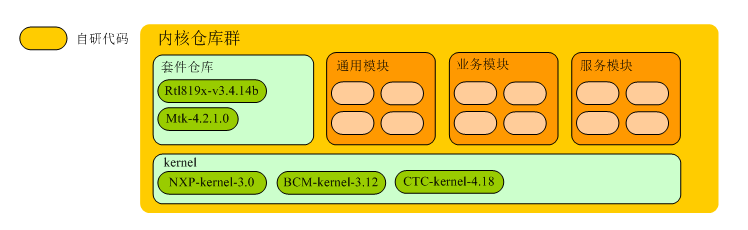 自研代码
内核仓库群
套件仓库
Rtl819x-v3.4.14b
Mtk-4.2.1.0
通用模块
业务模块
服务模块
kernel
NXP-kernel-3.0
BCM-kernel-3.12
CTC-kernel-4.18